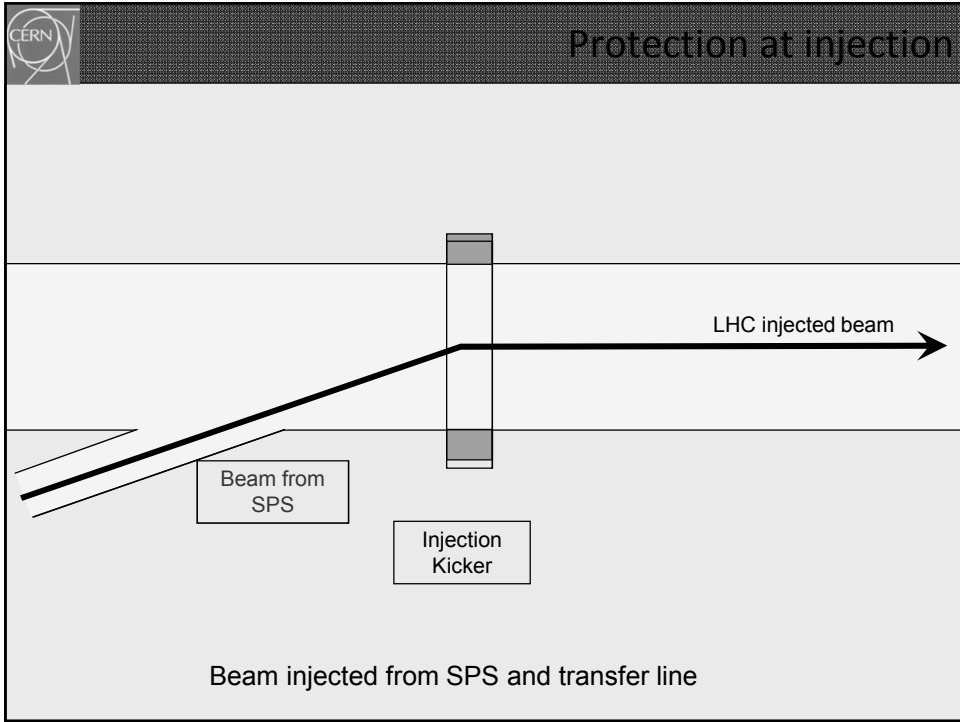 CERN
Protection at injection
LHC injected beam
Beam from
SPS
Injection
Kicker
Beam injected from SPS and transfer line